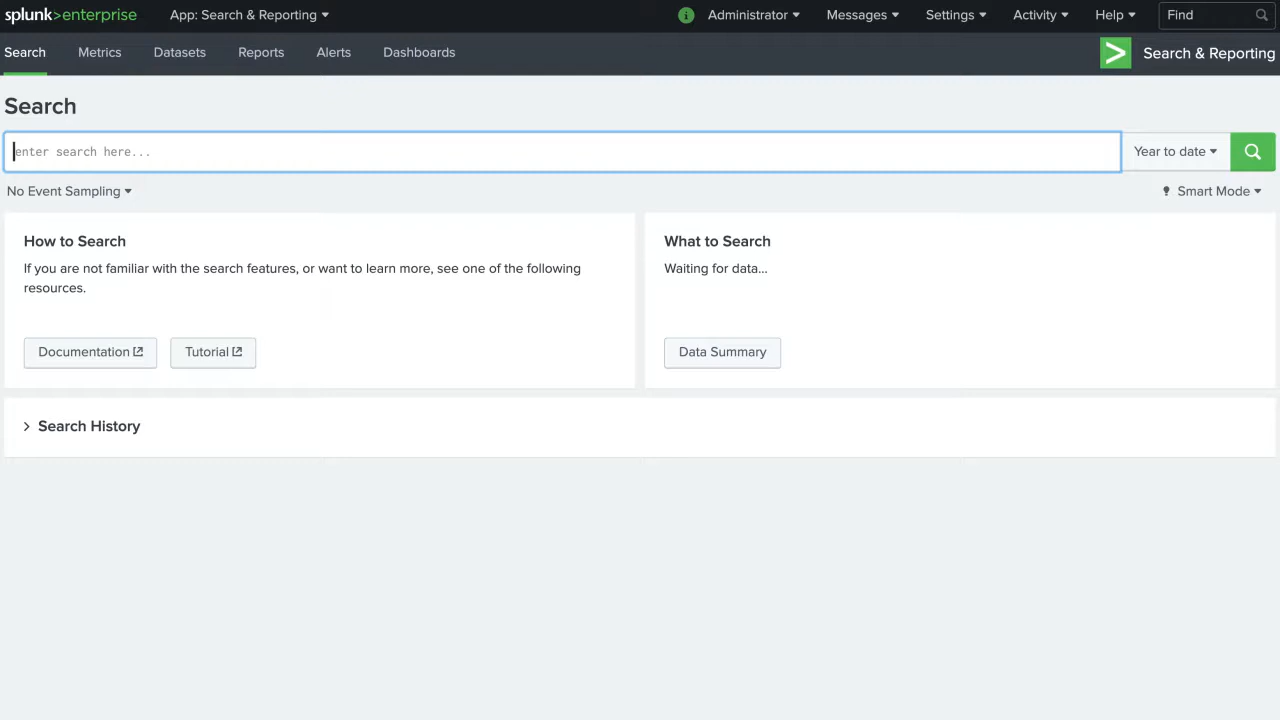 splunk>enterprise App: Search & Reporting Administrator Messages Settings Activity Help Find
Search Metrics Datasets Reports Alerts Dashboards Search & Reporting
Search
enter search here... Year to date
No Event Sampling Smart Mode
How to Search
If you are not familiar with the search features, or want to learn more, see one of the following
resources.
Documentation Tutorial
What to Search
Waiting for data...
Data Summary
Search History